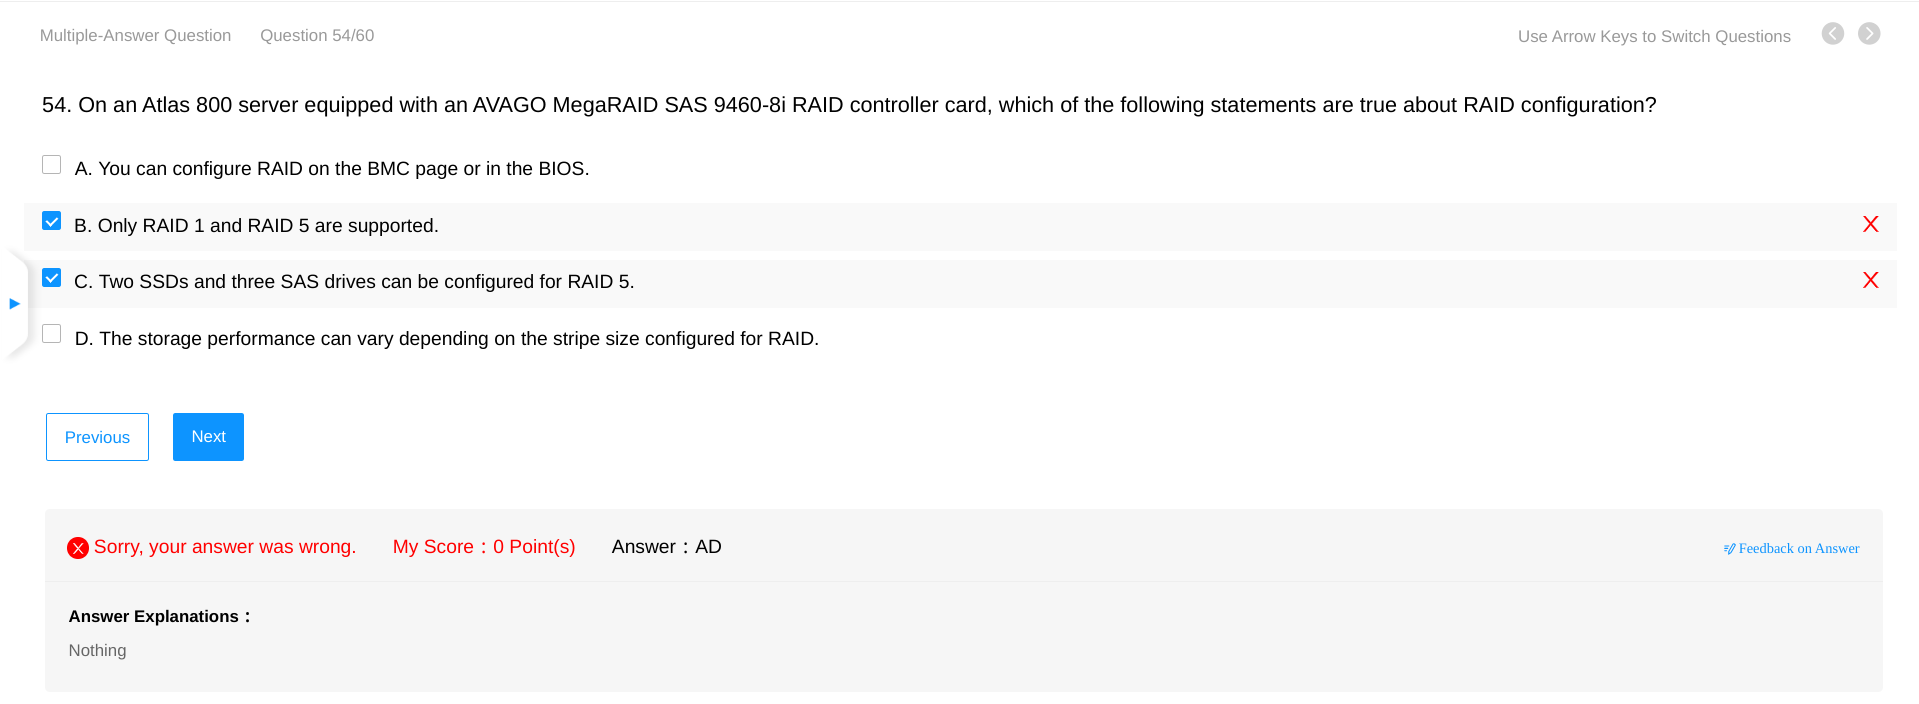 Multiple-Answer Question Question 54/60 Use Arrow Keys to Switch Questions
54. On an Atlas 800 server equipped with an AVAGO MegaRAID SAS 9460-8i RAID controller card, which of the following statements are true about RAID configuration?
A. You can configure RAID on the BMC page or in the BIOS.
B. Only RAID 1 and RAID 5 are supported.
C. Two SSDs and three SAS drives can be configured for RAID 5.
D. The storage performance can vary depending on the stripe size configured for RAID.
Previous Next
Sorry, your answer was wrong. My Score：0 Point(s) Answer：AD Feedback on Answer
Answer Explanations：
Nothing